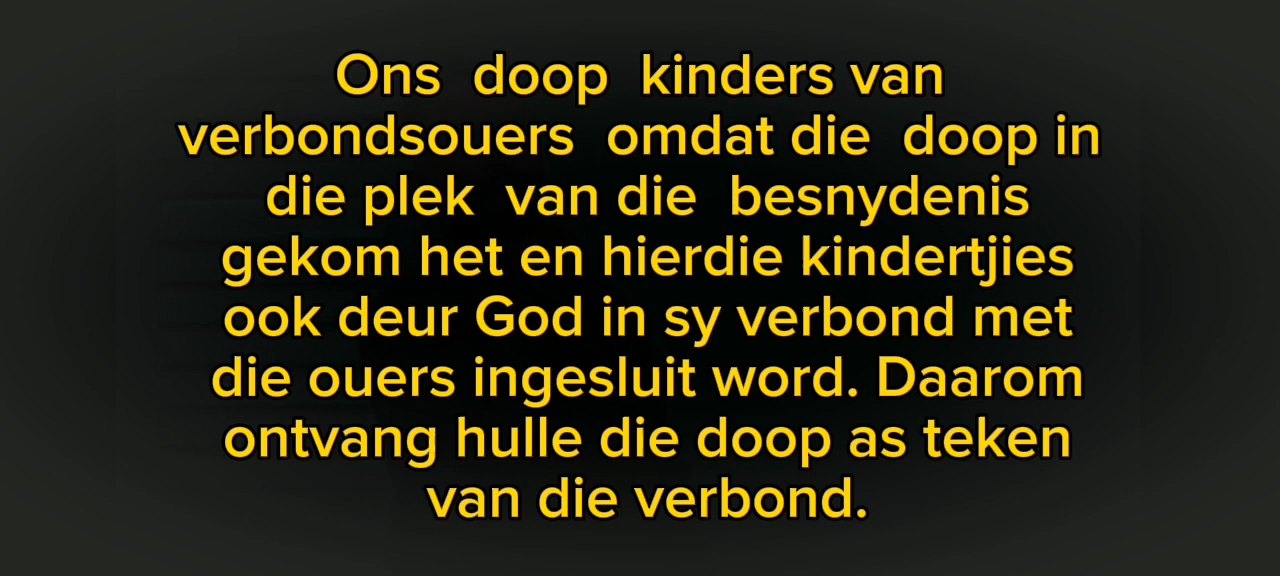 Ons doop kinders van
verbondsouers omdat die doop in
die plek van die besnydenis
gekom het en hierdie kindertjies
ook deur God in sy verbond met
die ouers ingesluit word. Daarom
ontvang hulle die doop as teken
van die verbond.